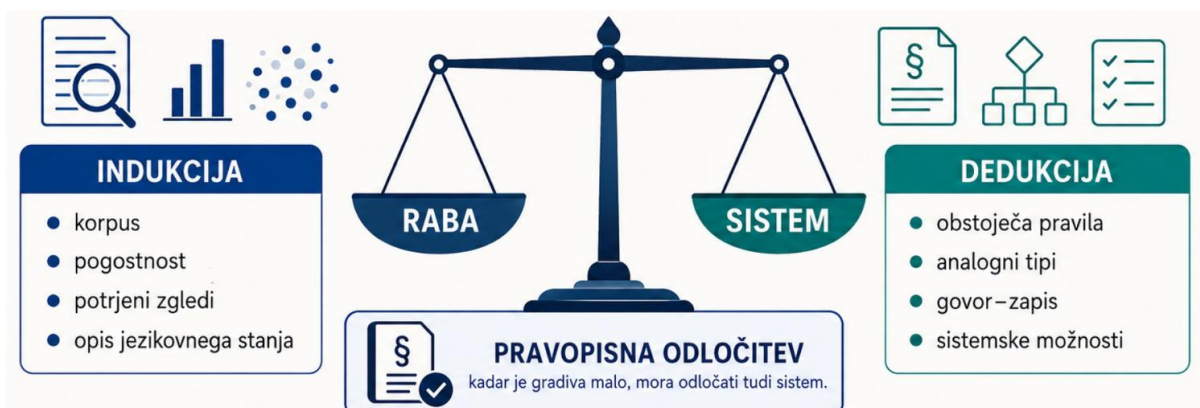 INDUKCIJA
korpus
pogostnost
potrjeni zgledi
opis jezikovnega stanja
RABA
SISTEM
§
DEDUKCIJA
obstoječa pravila
analogni tipi
govor–zapis
sistemske možnosti
§
PRAVOPISNA ODLOČITEV
kadar je gradiva malo, mora odločati tudi sistem.